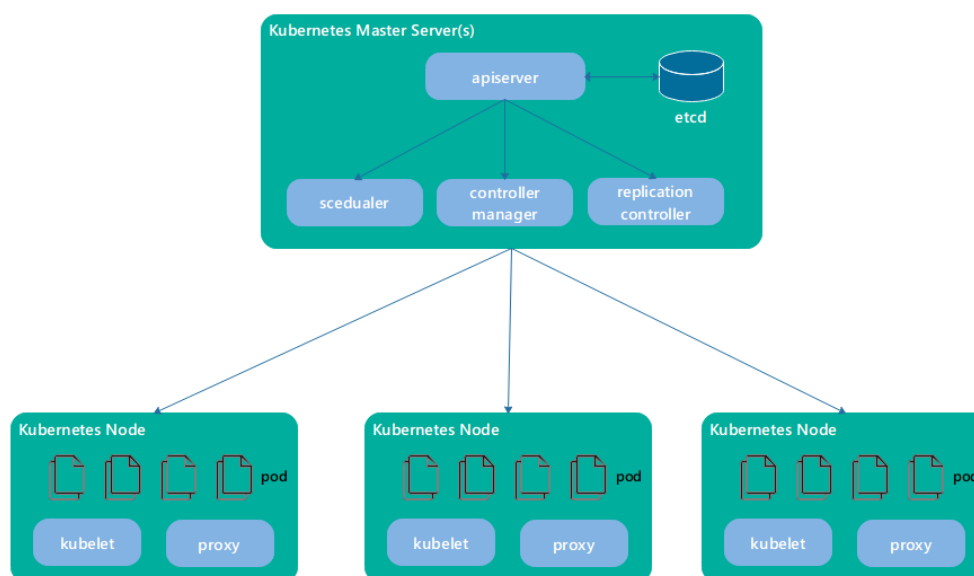 Kubernetes Master Server(s)
apiserver
etcd
scedualer
controller
manager
replication
controller
Kubernetes Node
pod
kubelet
proxy
Kubernetes Node
pod
kubelet
proxy
Kubernetes Node
pod
kubelet
proxy